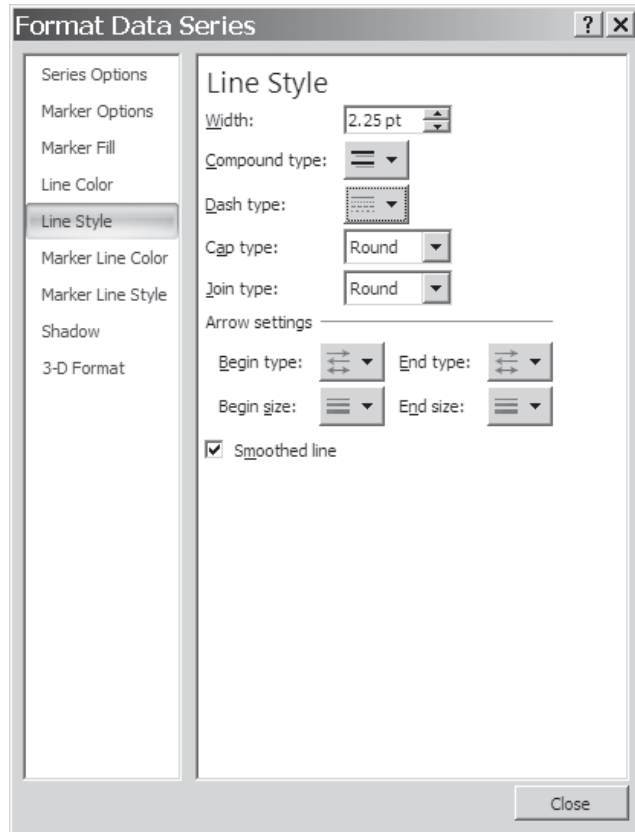 Format Data Series
Series Options
Marker Options
Marker Fill
Line Color
Line Style
Marker Line Color
Marker Line Style
Shadow
3-D Format
Line Style
Width: 2.25 pt
Compound type:
Dash type:
Cap type: Round
Join type: Round
Arrow settings
Begin type: End type:
Begin size: End size:
Smoothed line
Close